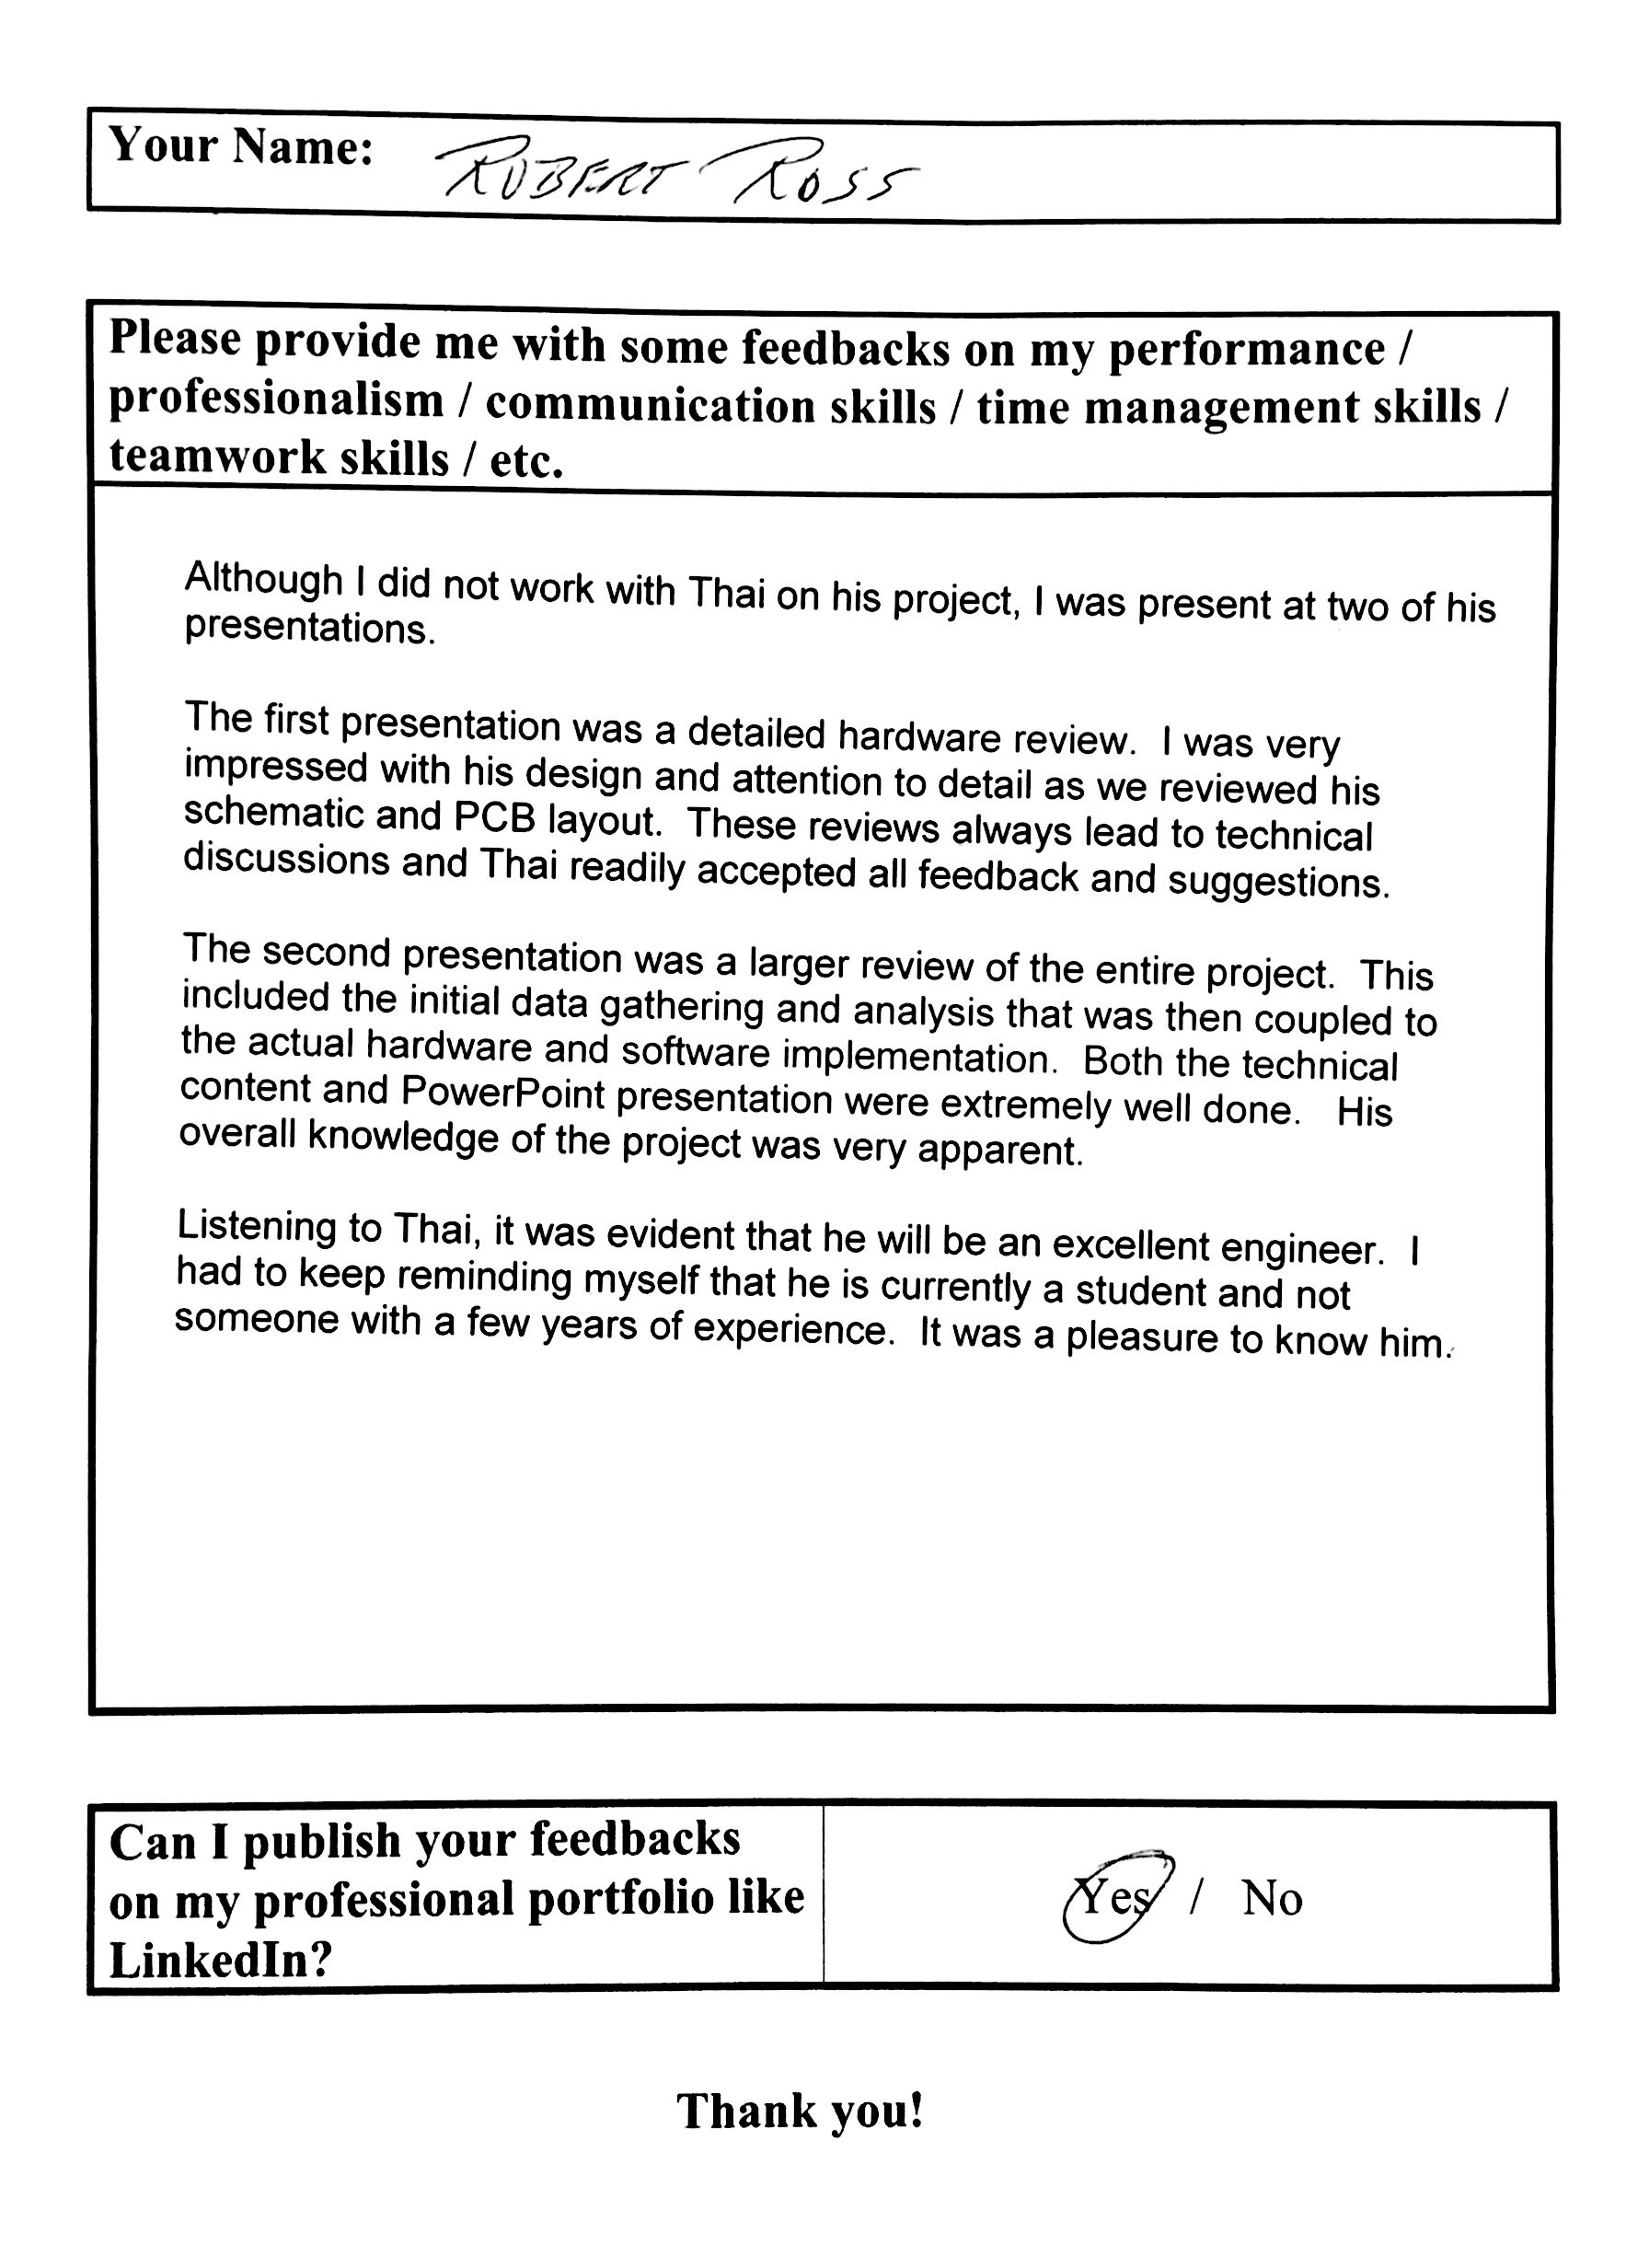 Your Name: ROBERT ROSS
Please provide me with some feedbacks on my performance /
professionalism / communication skills / time management skills /
teamwork skills / etc.
Although I did not work with Thai on his project, I was present at two of his
presentations.
The first presentation was a detailed hardware review. I was very
impressed with his design and attention to detail as we reviewed his
schematic and PCB layout. These reviews always lead to technical
discussions and Thai readily accepted all feedback and suggestions.
The second presentation was a larger review of the entire project. This
included the initial data gathering and analysis that was then coupled to
the actual hardware and software implementation. Both the technical
content and PowerPoint presentation were extremely well done. His
overall knowledge of the project was very apparent.
Listening to Thai, it was evident that he will be an excellent engineer. I
had to keep reminding myself that he is currently a student and not
someone with a few years of experience. It was a pleasure to know him.
Can I publish your feedbacks
on my professional portfolio like
LinkedIn?
Yes / No
Thank you!